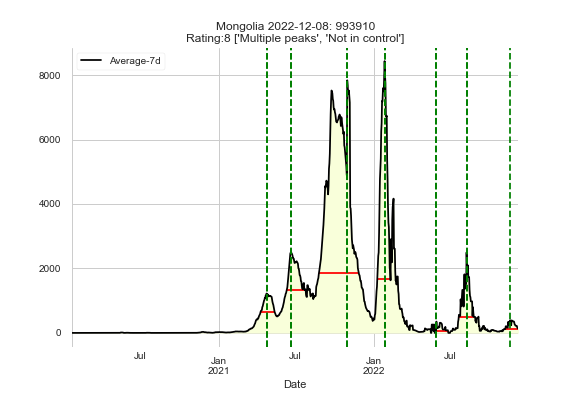 Mongolia 2022-12-08: 993910
Rating:8 ['Multiple peaks', 'Not in control']
Average-7d
8000
6000
4000
2000
0
Jul
Jan
2021
Jul
Jan
2022
Jul
Date